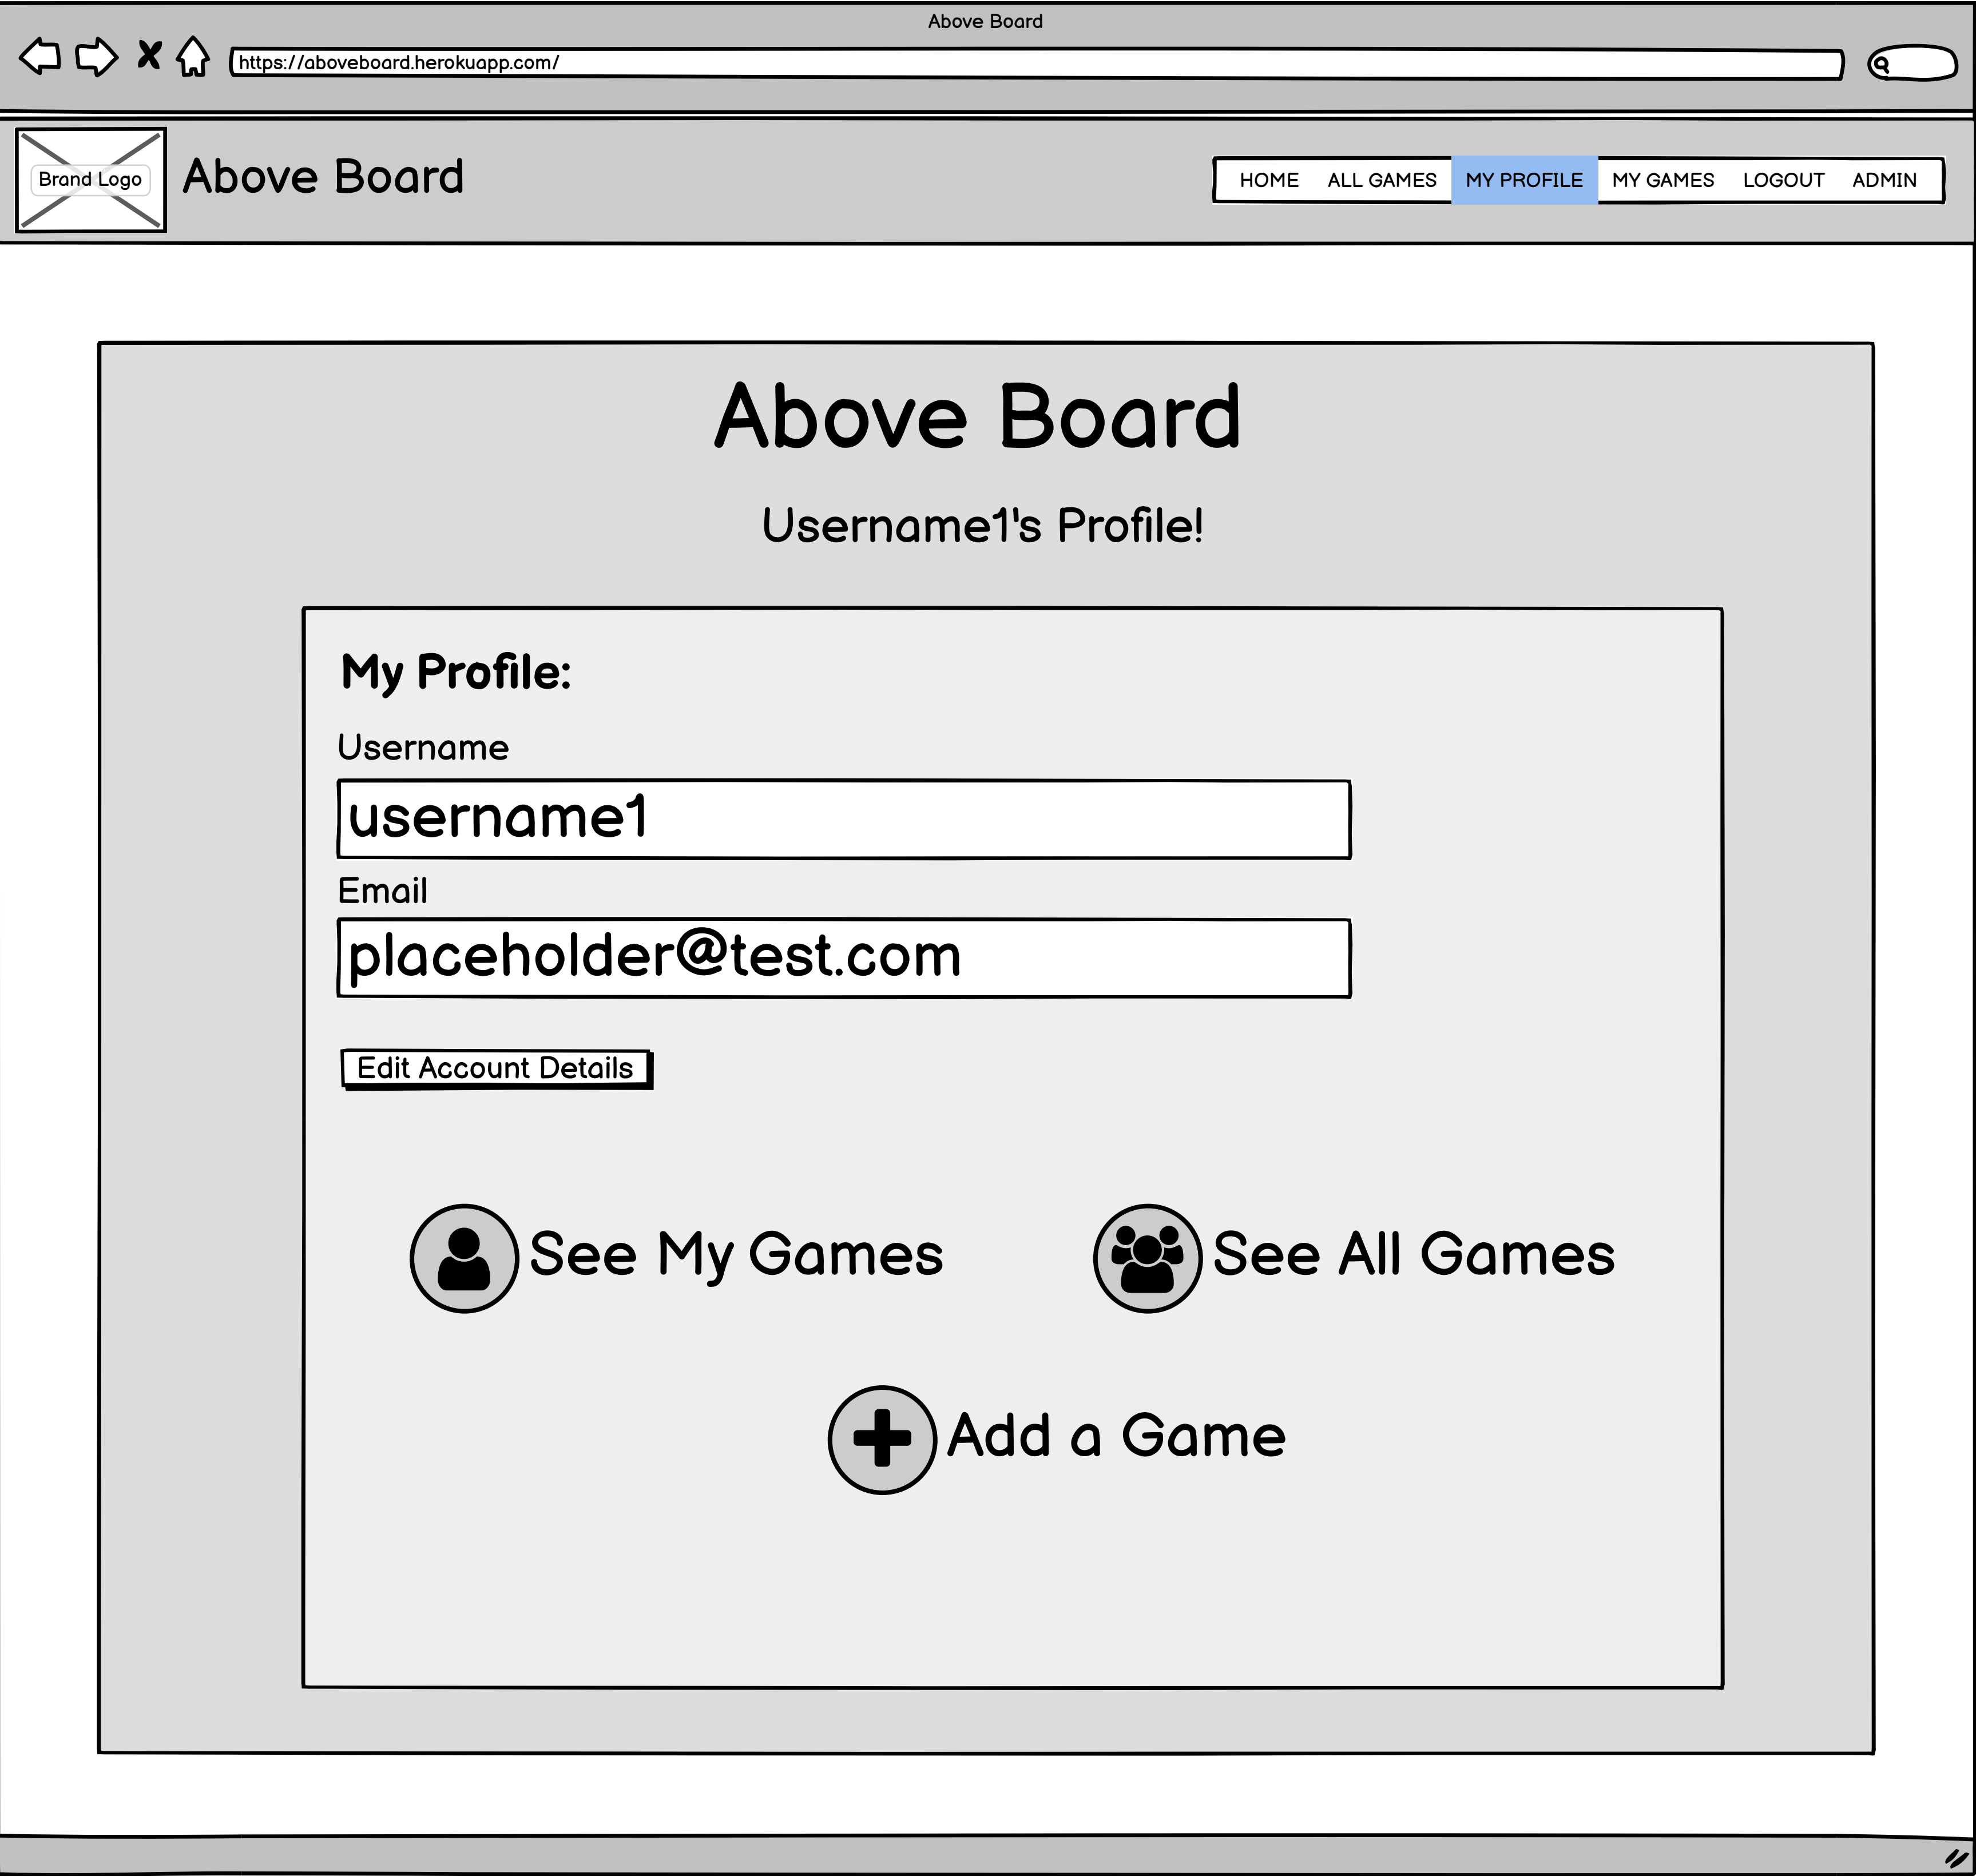 Above Board
https://aboveboard.herokuapp.com/
Brand Logo
Above Board
HOME ALL GAMES MY PROFILE MY GAMES LOGOUT ADMIN
Above Board
Username1's Profile!
My Profile:
Username
username1
Email
placeholder@test.com
Edit Account Details
See My Games
See All Games
Add a Game